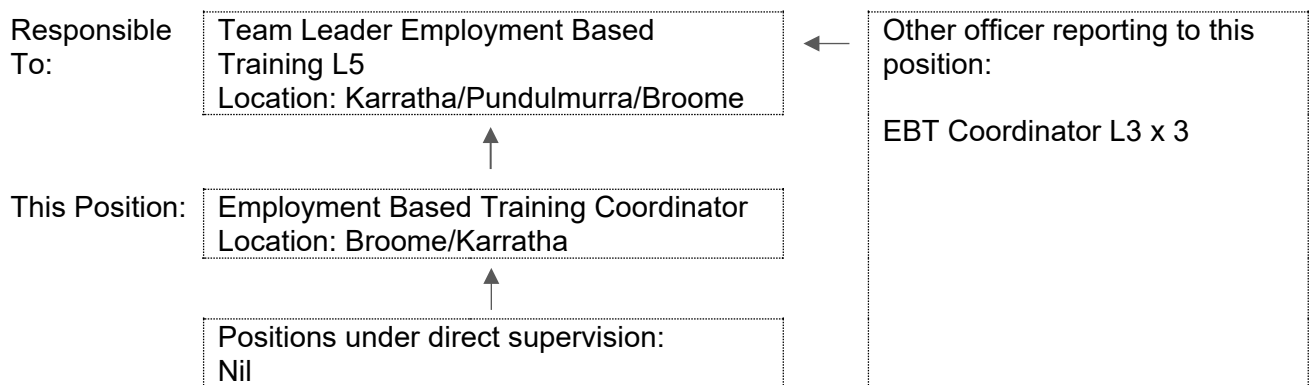 Responsible
To:
Team Leader Employment Based
Training L5
Location: Karratha/Pundulmurra/Broome
Other officer reporting to this
position:
EBT Coordinator L3 x 3
This Position:
Employment Based Training Coordinator
Location: Broome/Karratha
Positions under direct supervision:
Nil